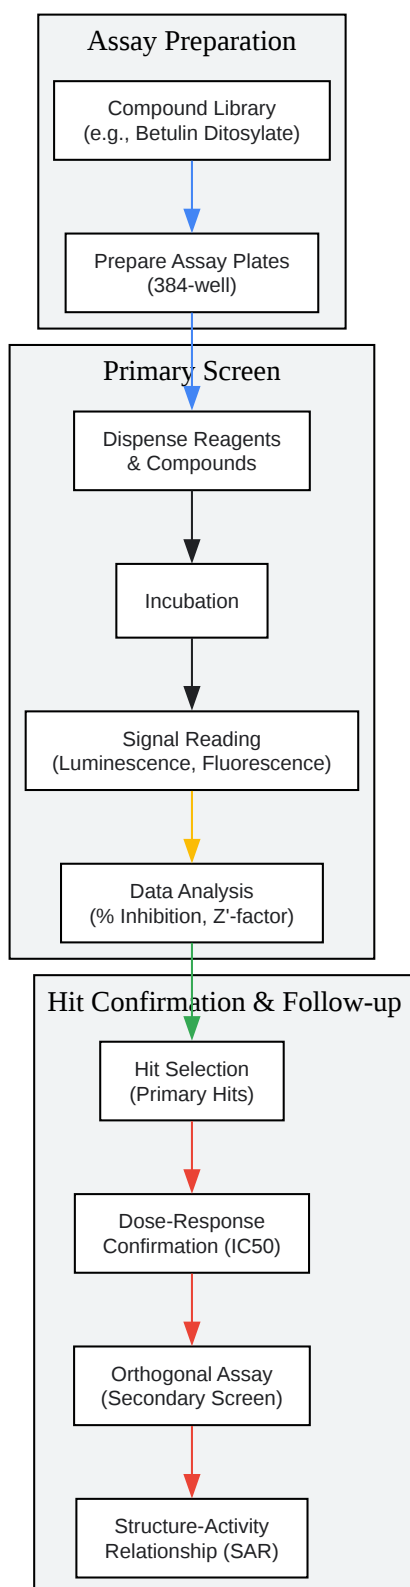 Assay Preparation
Compound Library
(e.g., Betulin Ditosylate)
Prepare Assay Plates
(384-well)
Primary Screen
Dispense Reagents
& Compounds
Incubation
Signal Reading
(Luminescence, Fluorescence)
Data Analysis
(% Inhibition, Z'-factor)
Hit Confirmation & Follow-up
Hit Selection
(Primary Hits)
Dose-Response
Confirmation (IC50)
Orthogonal Assay
(Secondary Screen)
Structure-Activity
Relationship (SAR)